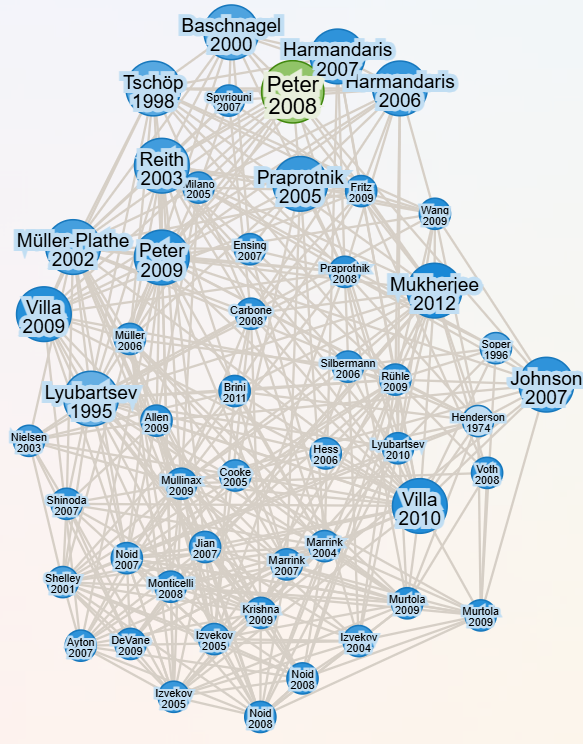 Baschnagel
2000
Harmandaris
2007
Tschöp
1998
Peter
2008
Harmandaris
2006
Spyriouni
2007
Reith
2003
Milano
2005
Praprotnik
2005
Fritz
2009
Wang
2009
Müller-Plathe
2002
Peter
2009
Ensing
2007
Praprotnik
2008
Mukherjee
2012
Villa
2009
Carbone
2008
Müller
2006
Soper
1996
Silbermann
2006
Rühle
2009
Johnson
2007
Lyubartsev
1995
Brini
2011
Allen
2009
Henderson
1974
Nielsen
2003
Hess
2006
Lyubartsev
2010
Mullinax
2009
Cooke
2005
Voth
2008
Shinoda
2007
Villa
2010
Noid
2007
Jian
2007
Marrink
2004
Marrink
2007
Shelley
2001
Monticelli
2008
Krishna
2009
Murtola
2009
Murtola
2009
Ayton
2007
DeVane
2009
Izvekov
2005
Izvekov
2004
Izvekov
2005
Noid
2008
Noid
2008